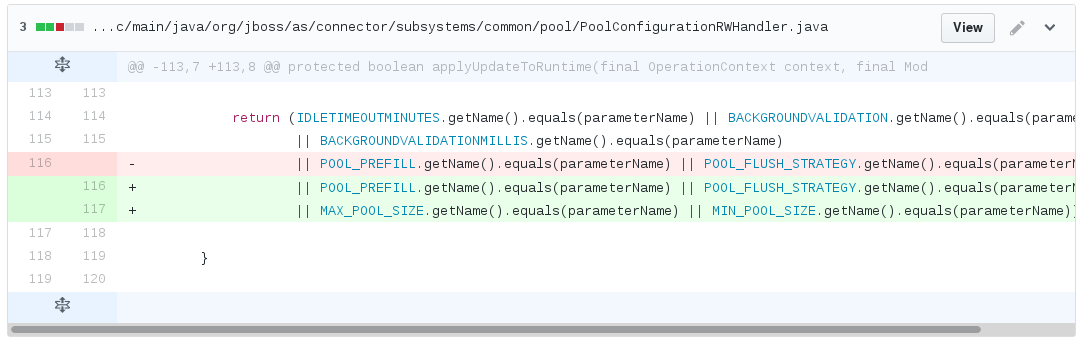 3 ...c/main/java/org/jboss/as/connector/subsystems/common/pool/PoolConfigurationRWHandler.java View
@@ -113,7 +113,8 @@ protected boolean applyUpdateToRuntime(final OperationContext context, final Mod
113 113
114 114 return (IDLETIMEOUTMINUTES.getName().equals(parameterName) || BACKGROUNDVALIDATION.getName().equals(parame
115 115 || BACKGROUNDVALIDATIONMILLIS.getName().equals(parameterName)
116 - || POOL_PREFILL.getName().equals(parameterName) || POOL_FLUSH_STRATEGY.getName().equals(parameterN
116 + || POOL_PREFILL.getName().equals(parameterName) || POOL_FLUSH_STRATEGY.getName().equals(parameterN
117 + || MAX_POOL_SIZE.getName().equals(parameterName) || MIN_POOL_SIZE.getName().equals(parameterName)
117 118
118 119 }
119 120